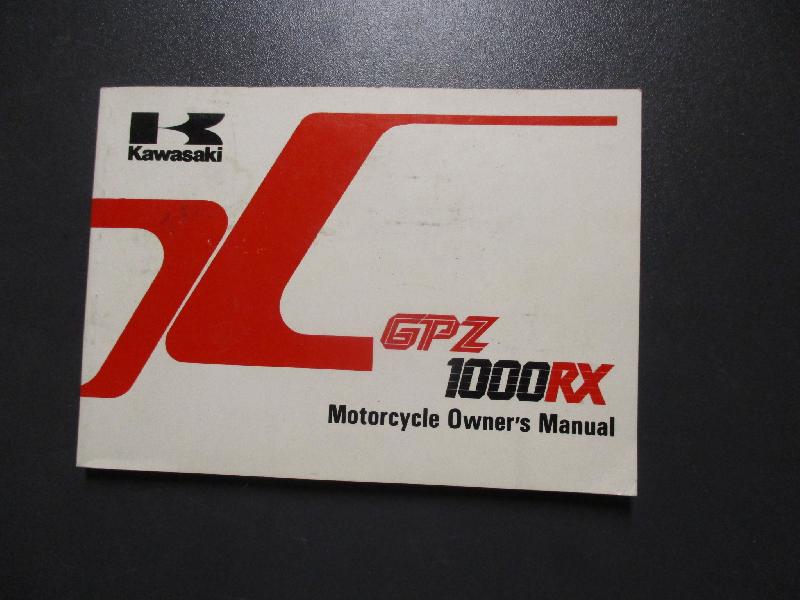 Kawasaki
GPZ
1000RX
Motorcycle Owner's Manual